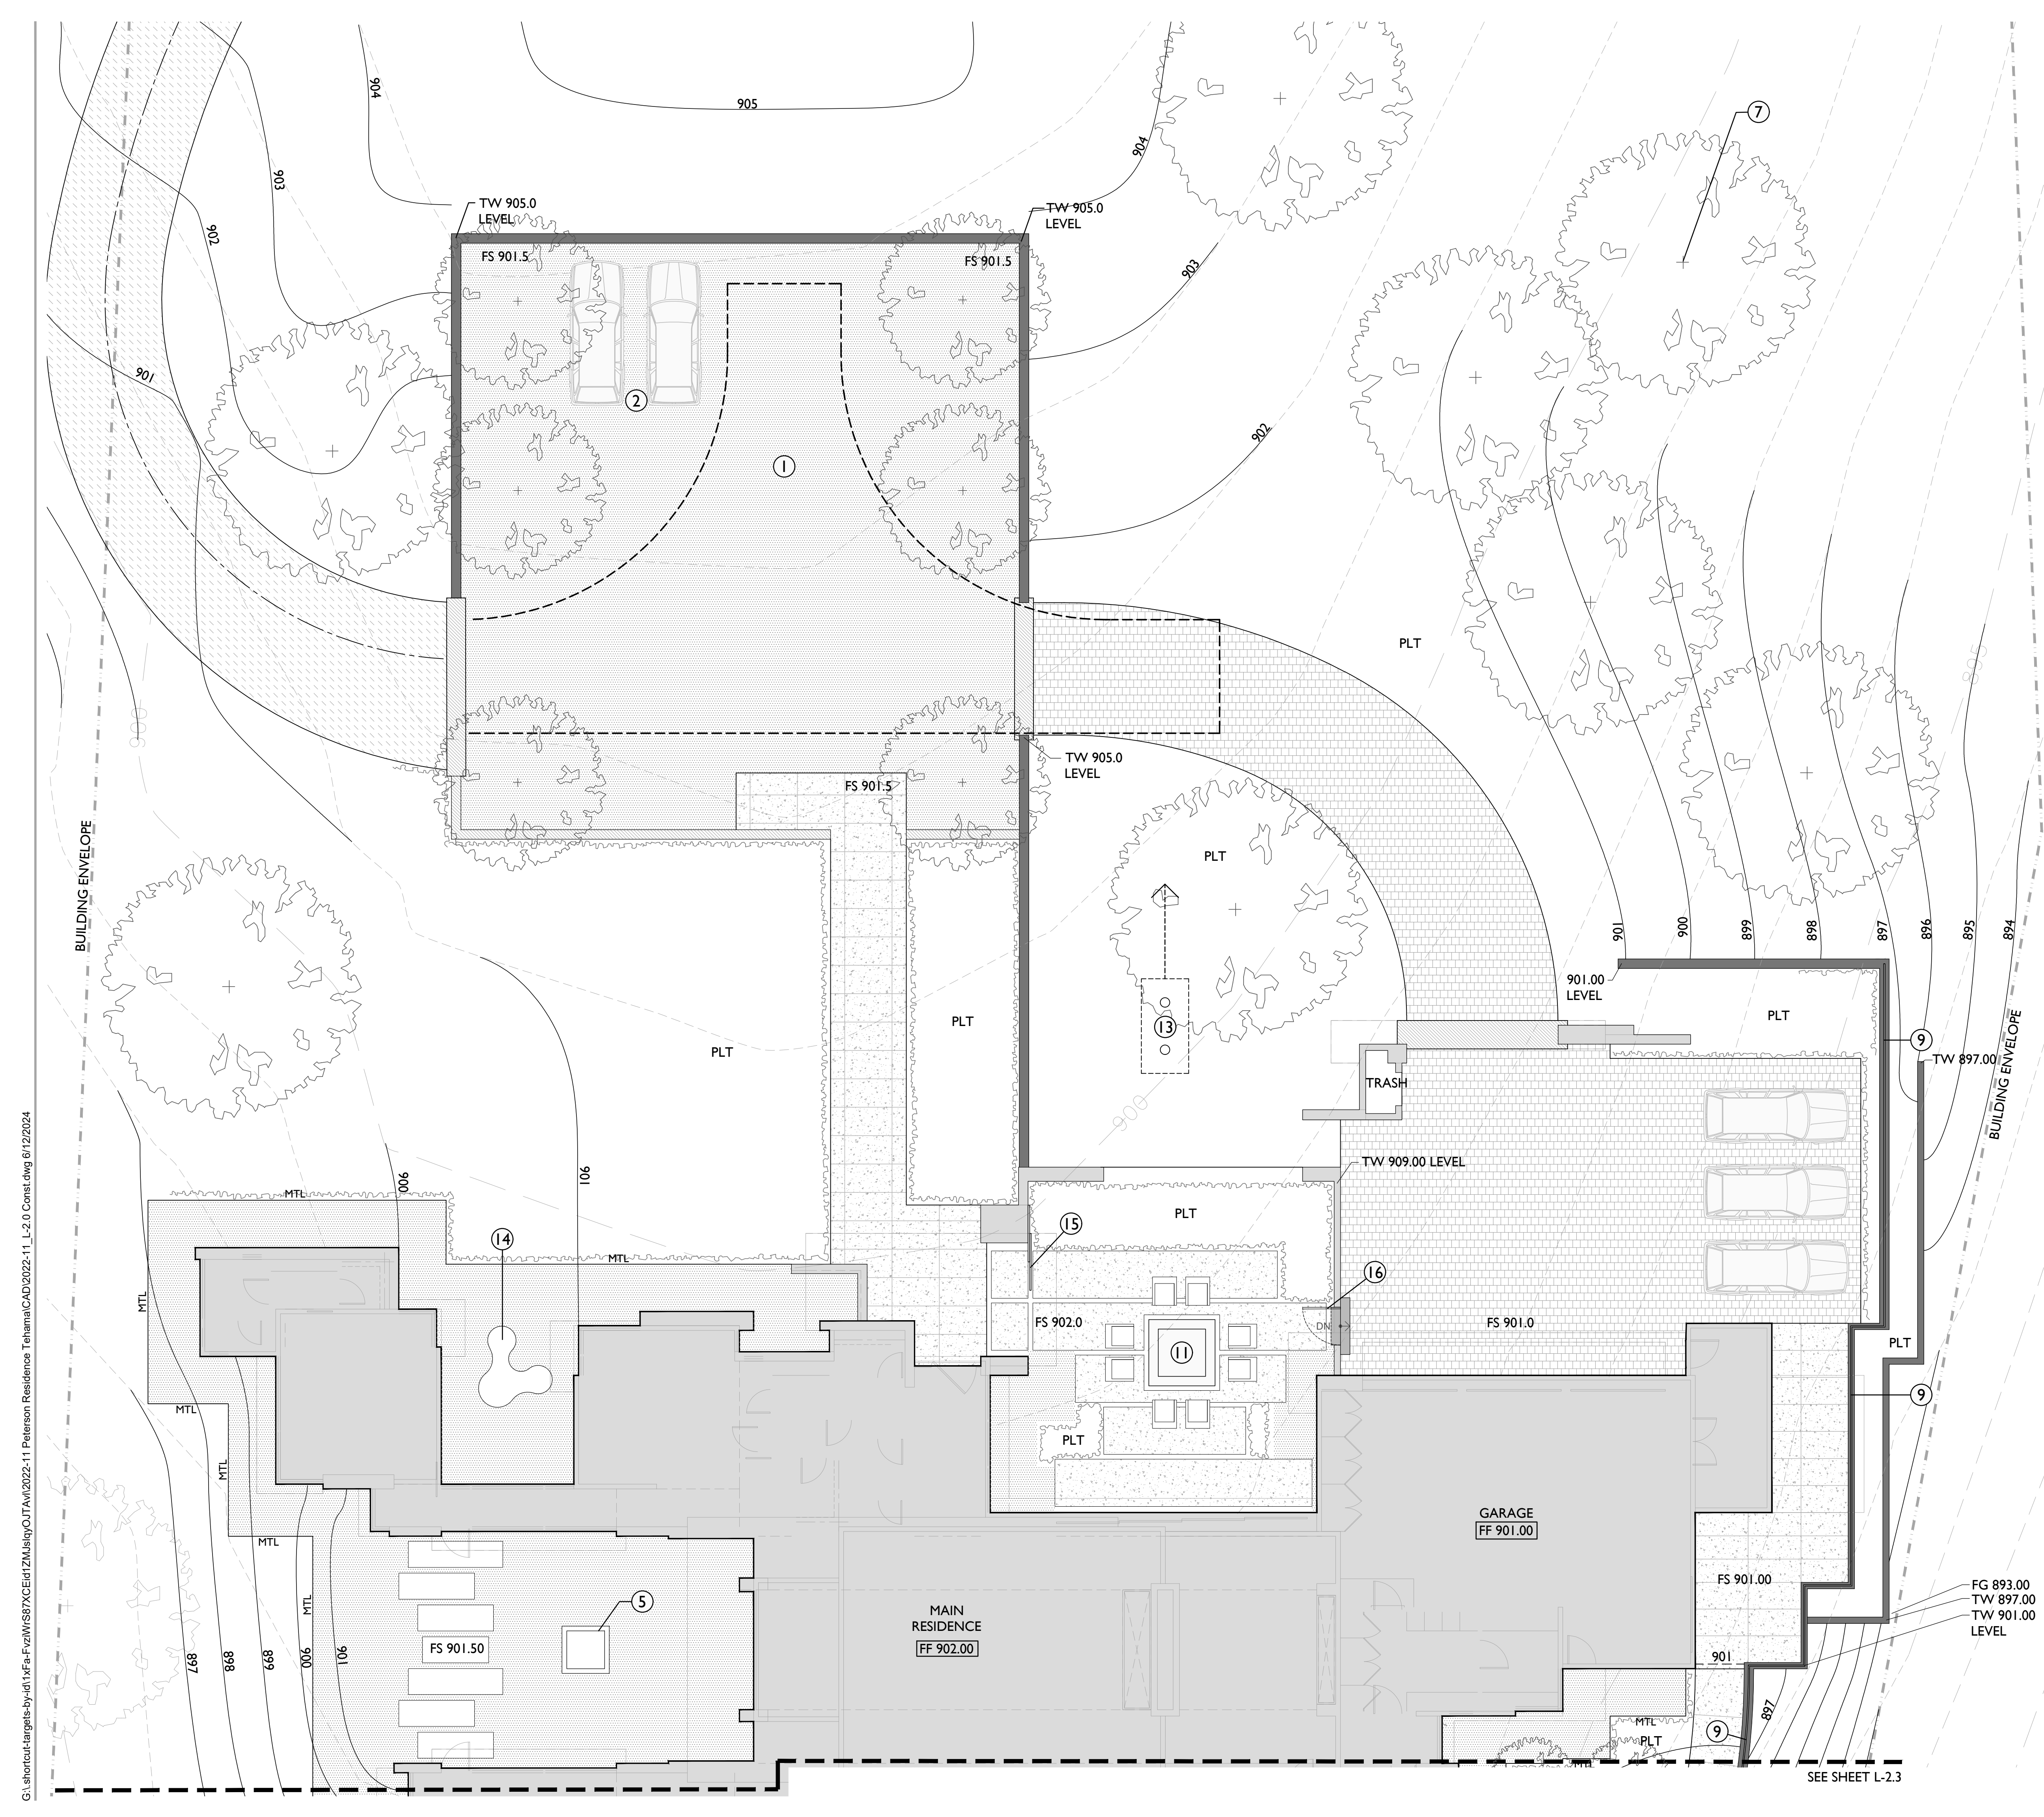 904
905
904
903
902
901
7
TW 905.0
LEVEL
TW 905.0
LEVEL
FS 901.5
FS 901.5
903
2
1
902
PLT
TW 905.0
LEVEL
FS 901.5
BUILDING ENVELOPE
PLT
901
900
899
898
897
896
895
894
901.00
LEVEL
PLT
PLT
PLT
13
9
TW 897.00
BUILDING ENVELOPE
TRASH
900
900
901
TW 909.00 LEVEL
MTL
14
MTL
15
PLT
16
MTL
FS 902.0
DN
FS 901.0
11
PLT
9
MTL
PLT
MTL
MTL
GARAGE
FF 901.00
MTL
5
FS 901.50
MAIN
RESIDENCE
FF 902.00
FS 901.00
FG 893.00
TW 897.00
TW 901.00
LEVEL
897
898
899
900
901
901
897
9
MTL
PLT
MTL
SEE SHEET L-2.3